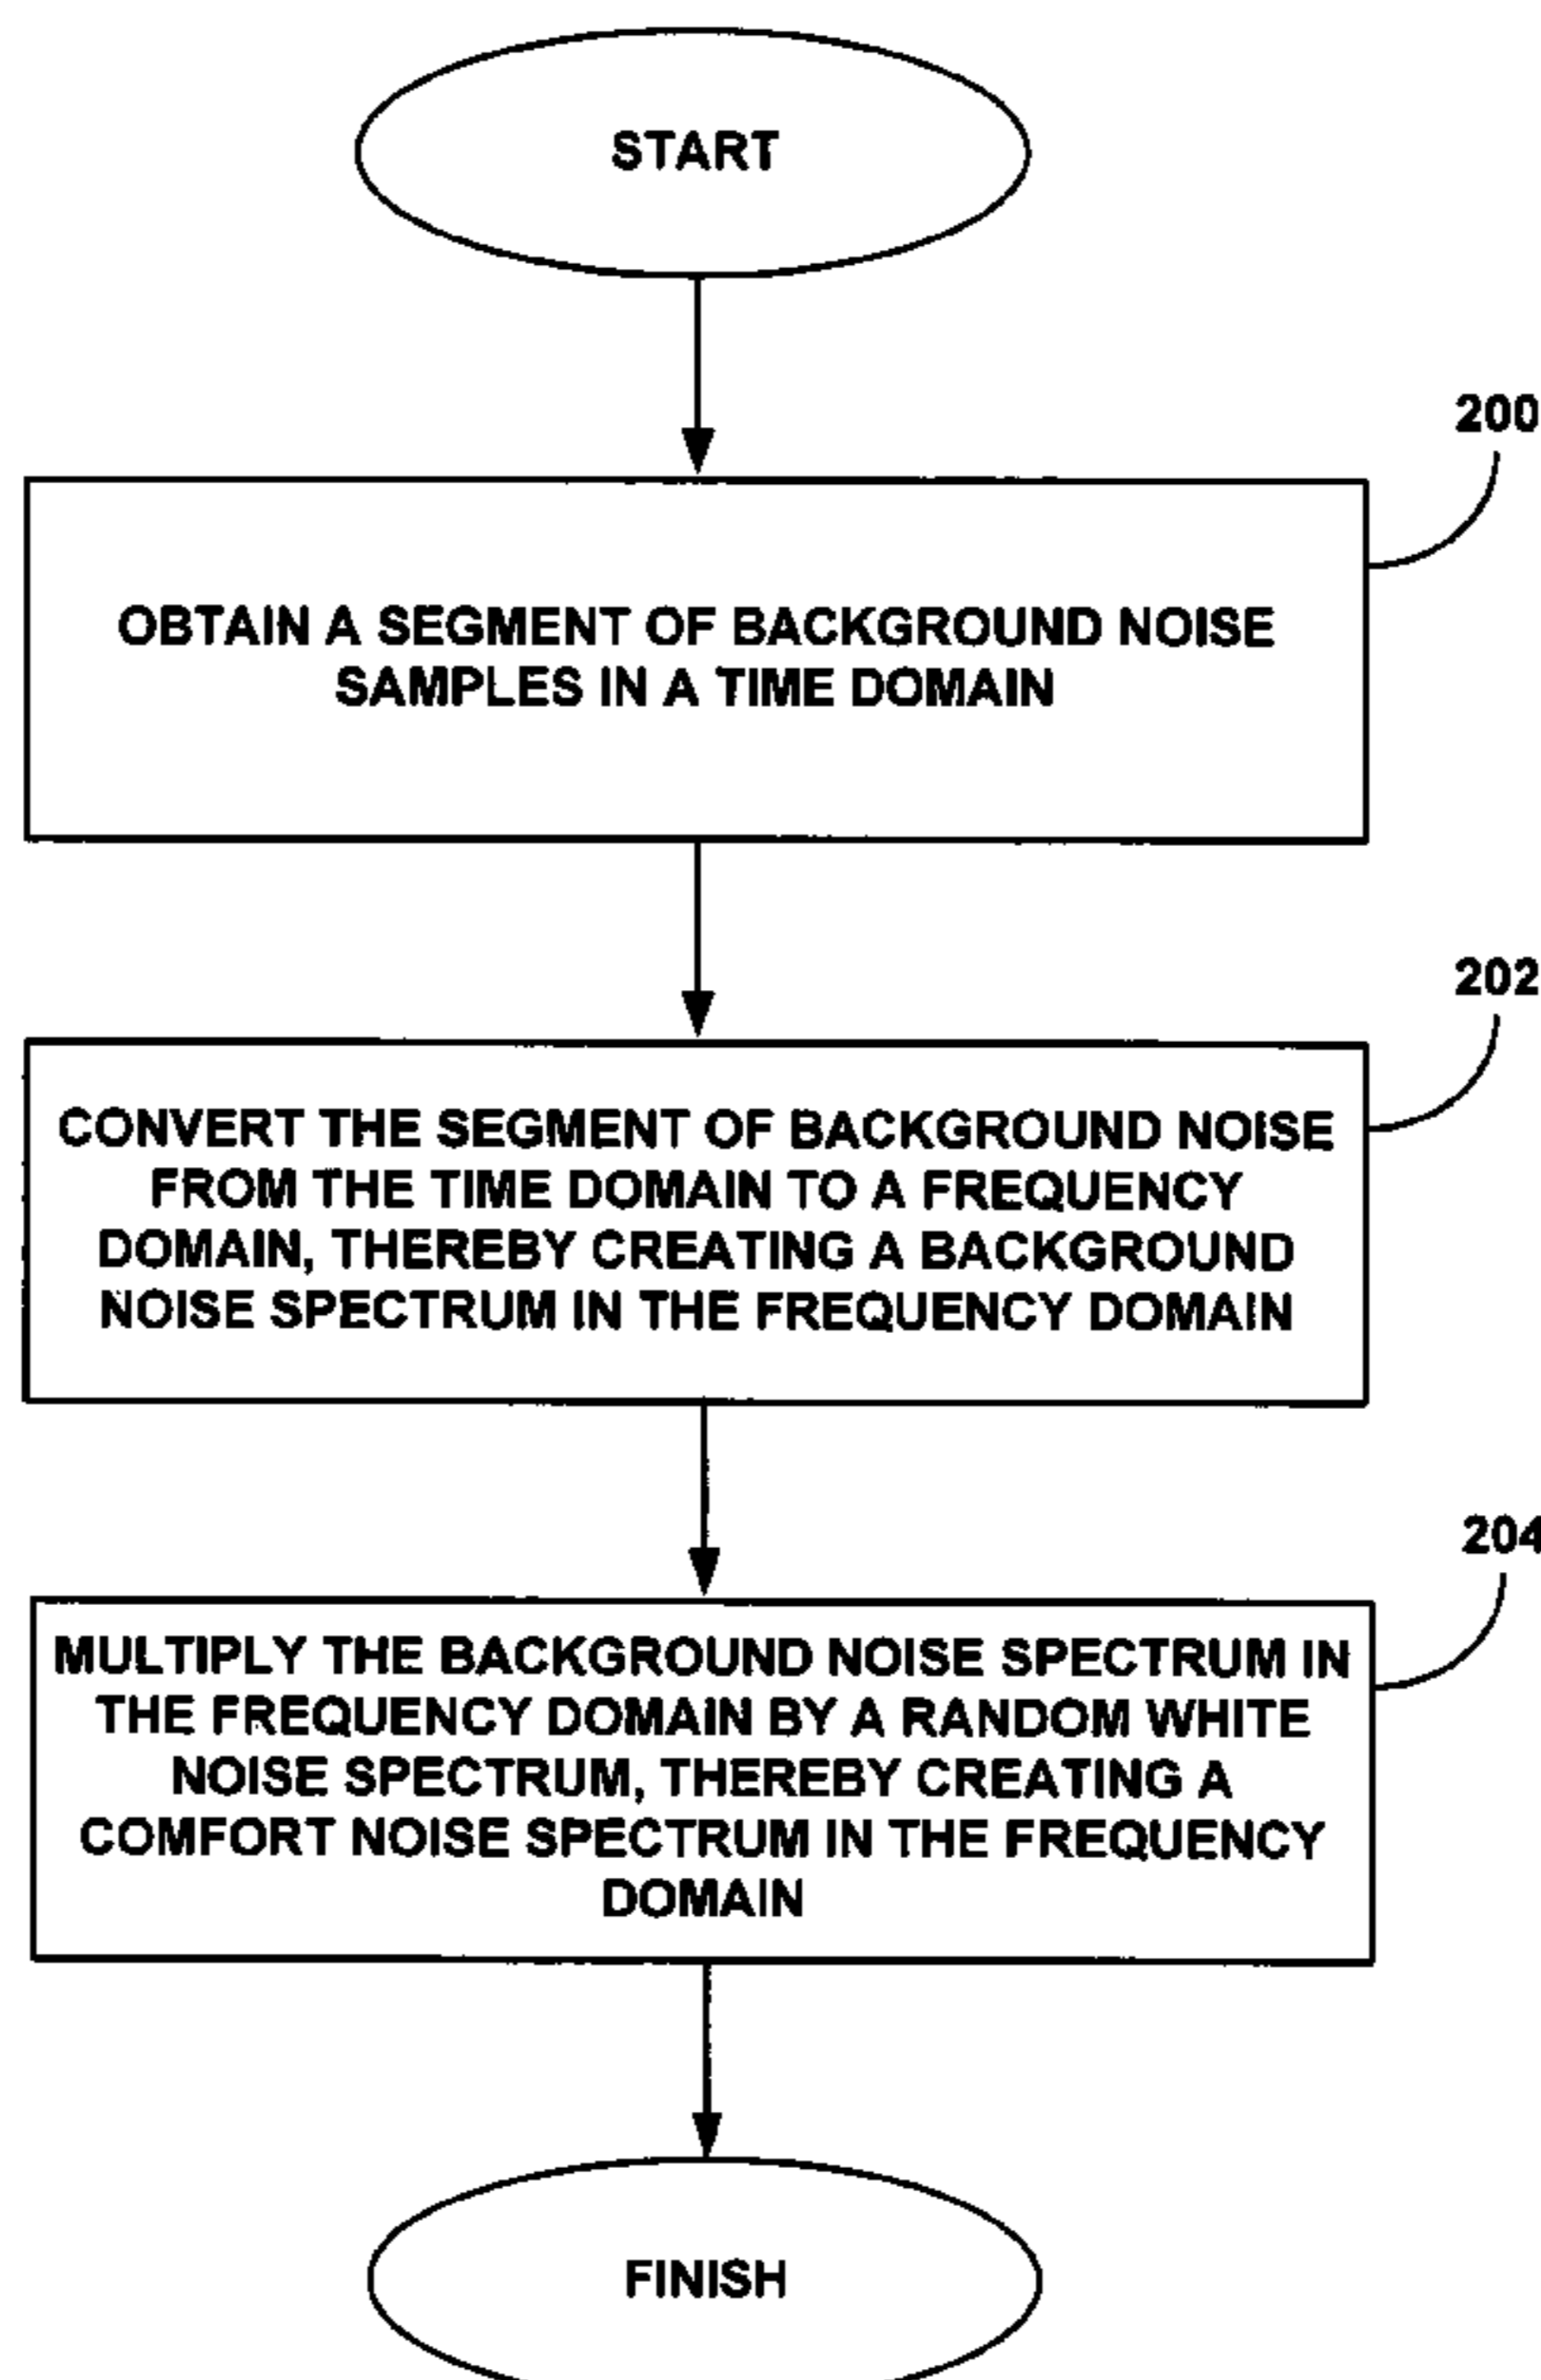 START
200
OBTAIN A SEGMENT OF BACKGROUND NOISE
SAMPLES IN A TIME DOMAIN
202
CONVERT THE SEGMENT OF BACKGROUND NOISE
FROM THE TIME DOMAIN TO A FREQUENCY
DOMAIN, THEREBY CREATING A BACKGROUND
NOISE SPECTRUM IN THE FREQUENCY DOMAIN
204
MULTIPLY THE BACKGROUND NOISE SPECTRUM IN
THE FREQUENCY DOMAIN BY A RANDOM WHITE
NOISE SPECTRUM, THEREBY CREATING A
COMFORT NOISE SPECTRUM IN THE FREQUENCY
DOMAIN
FINISH